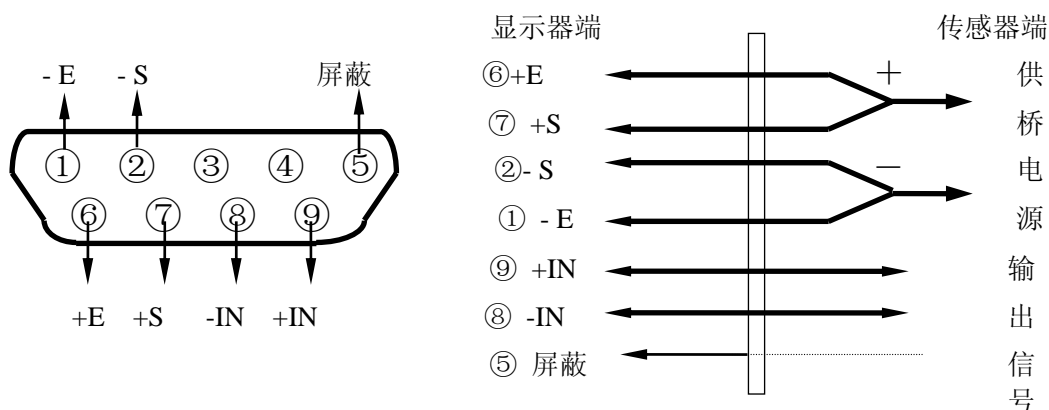 - E - S 屏蔽
① ② ③ ④ ⑤
⑥ ⑦ ⑧ ⑨
+E +S -IN +IN
显示器端 传感器端
⑥+E
⑦ +S
②- S
① - E
⑨ +IN
⑧ -IN
⑤ 屏蔽
+
-
供
桥
电
源
输
出
信
号